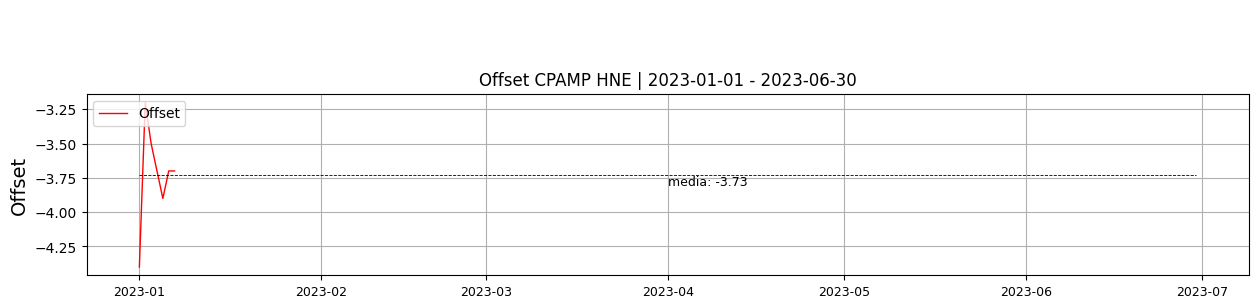 Offset CPAMP HNE | 2023-01-01 - 2023-06-30
Offset
−3.25
−3.50
−3.75
−4.00
−4.25
Offset
media: -3.73
2023-01 2023-02 2023-03 2023-04 2023-05 2023-06 2023-07